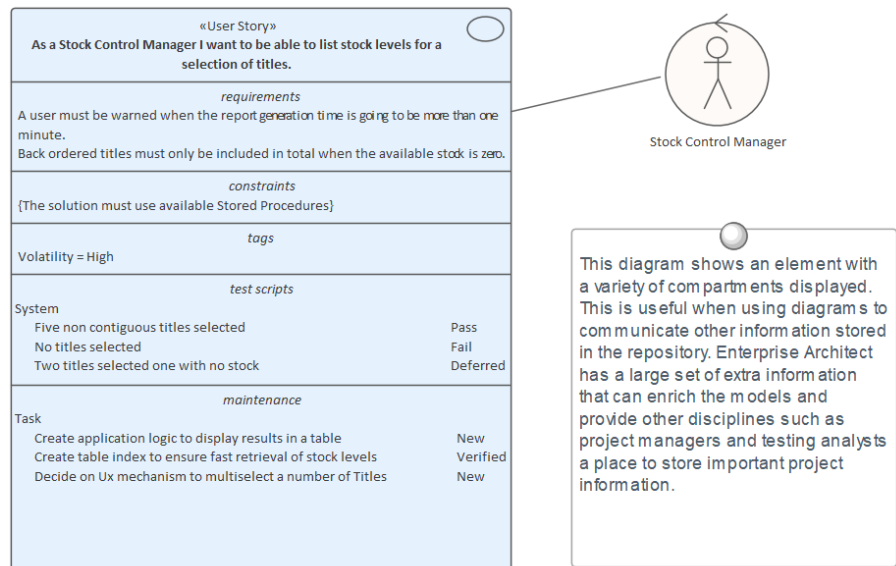 «User Story»
As a Stock Control Manager I want to be able to list stock levels for a
selection of titles.
requirements
A user must be warned when the report generation time is going to be more than one
minute.
Back ordered titles must only be included in total when the available stock is zero.
constraints
{The solution must use available Stored Procedures}
tags
Volatility = High
test scripts
System
Five non contiguous titles selected Pass
No titles selected Fail
Two titles selected one with no stock Deferred
maintenance
Task
Create application logic to display results in a table New
Create table index to ensure fast retrieval of stock levels Verified
Decide on Ux mechanism to multiselect a number of Titles New
Stock Control Manager
This diagram shows an element with
a variety of compartments displayed.
This is useful when using diagrams to
communicate other information stored
in the repository. Enterprise Architect
has a large set of extra information
that can enrich the models and
provide other disciplines such as
project managers and testing analysts
a place to store important project
information.